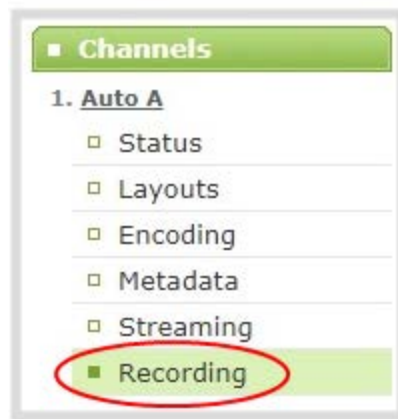 Channels
1. Auto A
Status
Layouts
Encoding
Metadata
Streaming
Recording